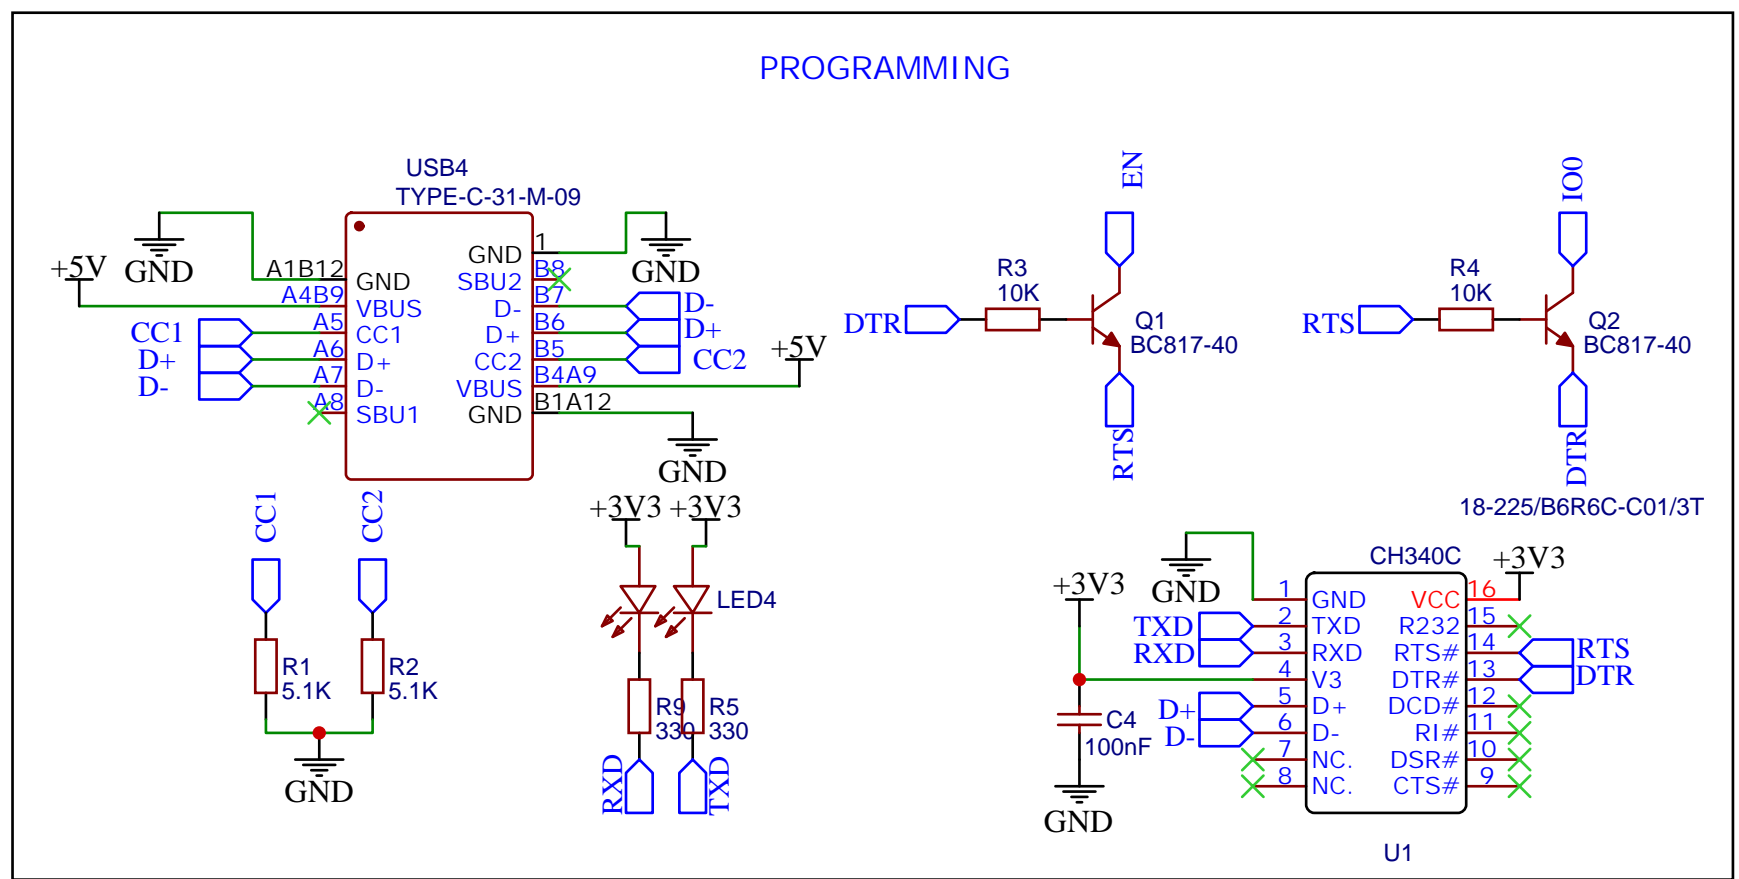 PROGRAMMING
USB4
TYPE-C-31-M-09
+5V
GND
A1B12
GND
A4B9
VBUS
CC1
A5
CC1
D+
A6
D+
D-
A7
D-
A8
SBU1
1
GND
GND
B8
SBU2
B7
D-
D-
B6
D+
D+
B5
CC2
CC2
B4A9
VBUS
+5V
B1A12
GND
GND
CC1
CC2
R1
5.1K
R2
5.1K
GND
+3V3
+3V3
LED4
R9
330
R5
330
RXD
TXD
EN
DTR
R3
10K
Q1
BC817-40
RTS
IO0
RTS
R4
10K
Q2
BC817-40
DTR
18-225/B6R6C-C01/3T
CH340C
+3V3
GND
+3V3
1
GND
TXD
2
TXD
RXD
3
RXD
4
V3
D+
5
D+
D-
6
D-
7
NC.
8
NC.
VCC
16
R232
15
RTS#
14
RTS
DTR#
13
DTR
DCD#
12
RI#
11
DSR#
10
CTS#
9
C4
100nF
GND
U1